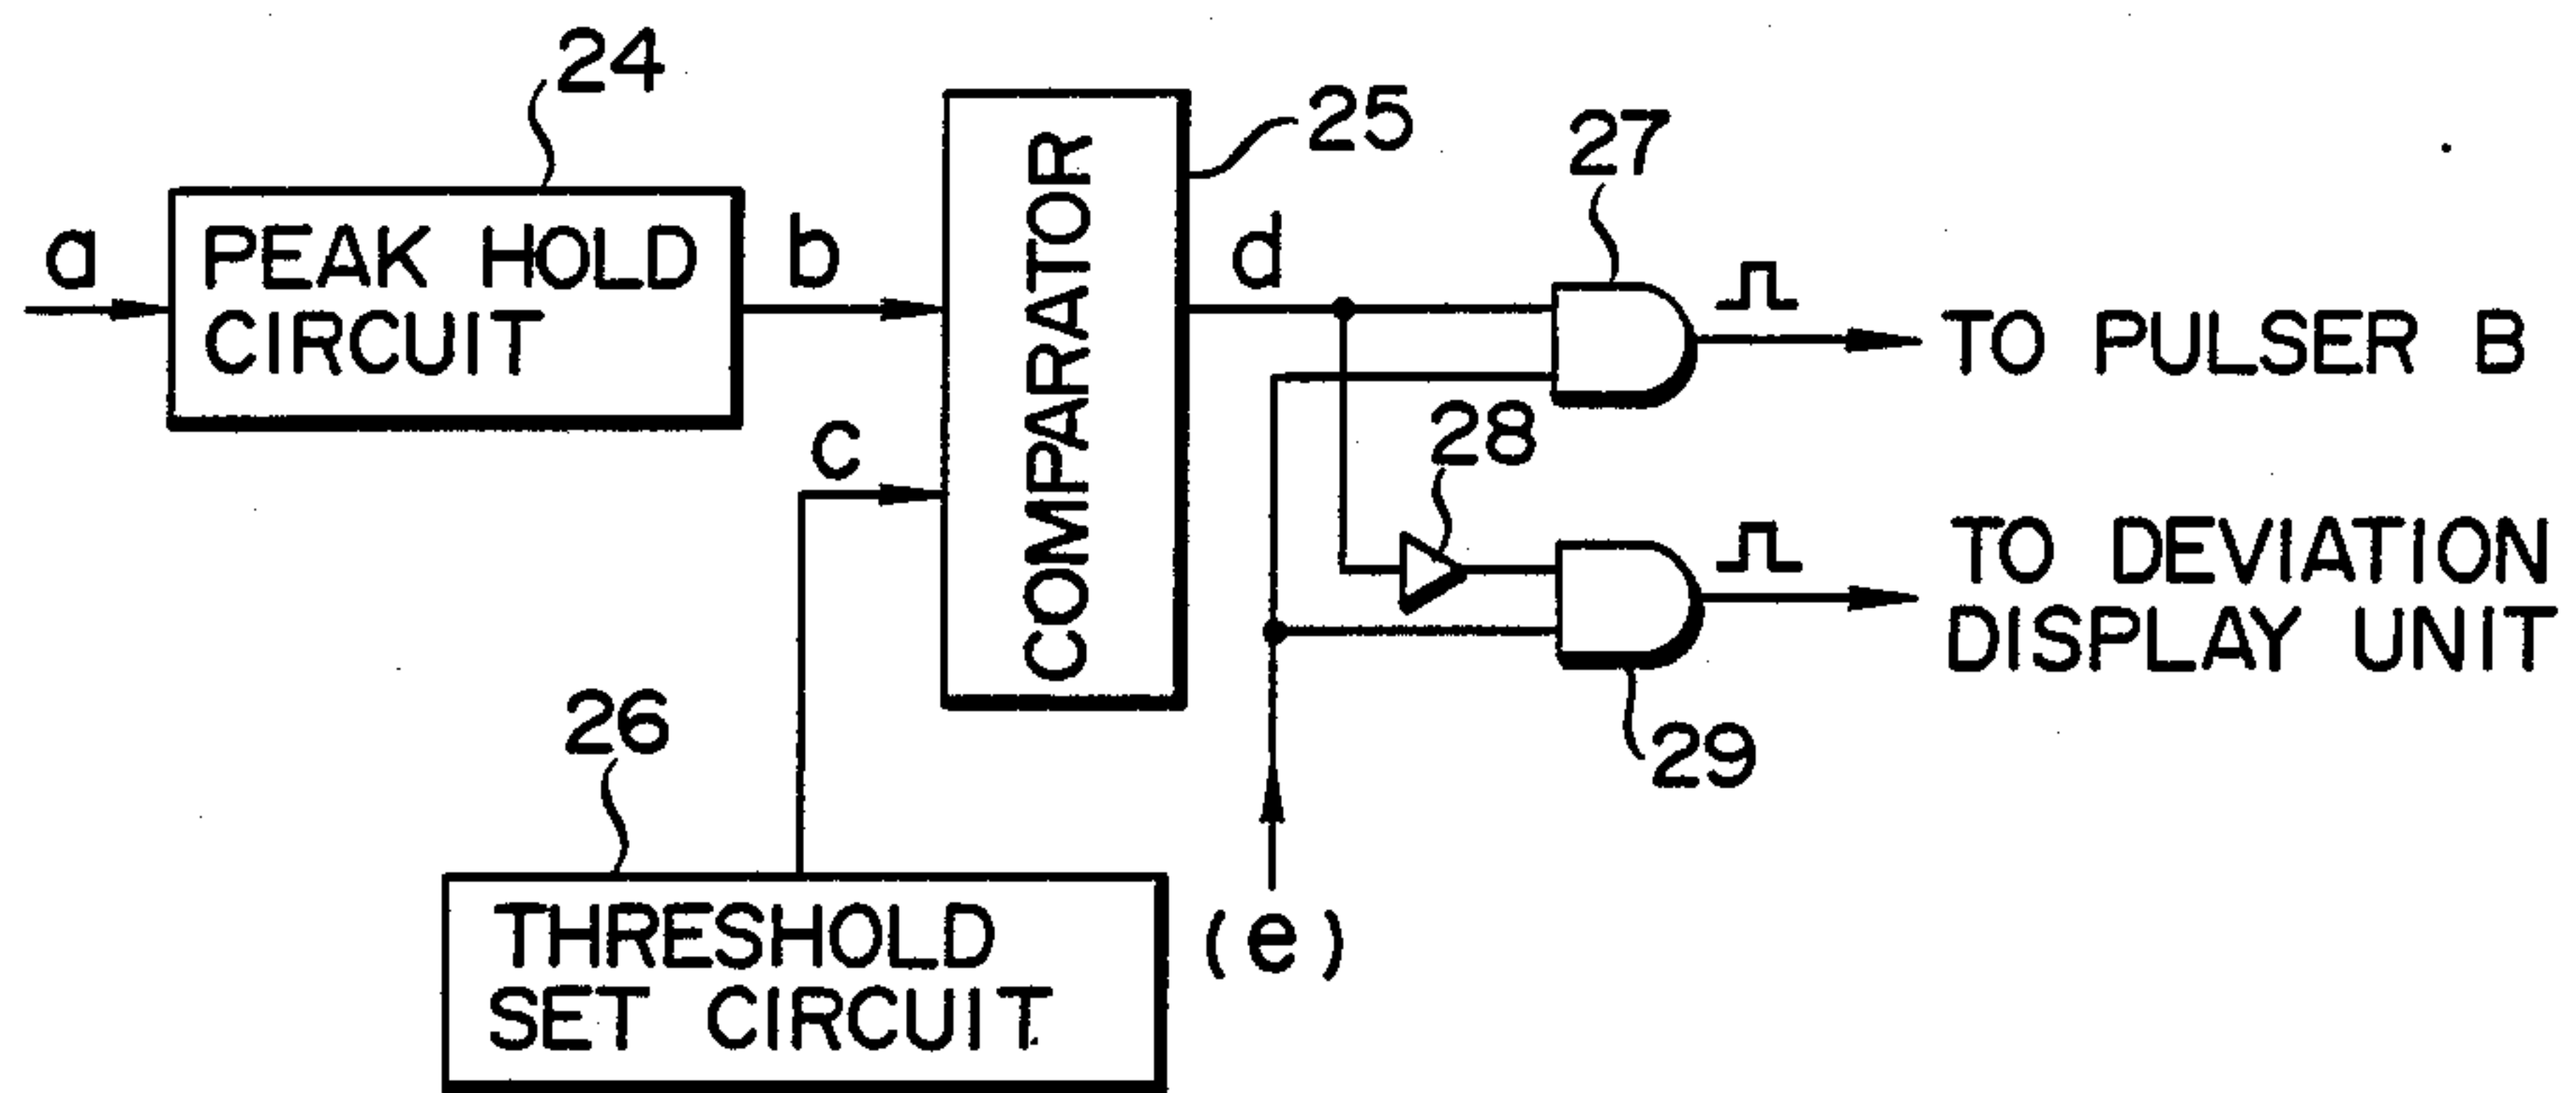 24
25
27
a
PEAK HOLD
CIRCUIT
b
COMPARATOR
d
TO PULSER B
c
28
TO DEVIATION
DISPLAY UNIT
26
29
THRESHOLD
SET CIRCUIT
(e)